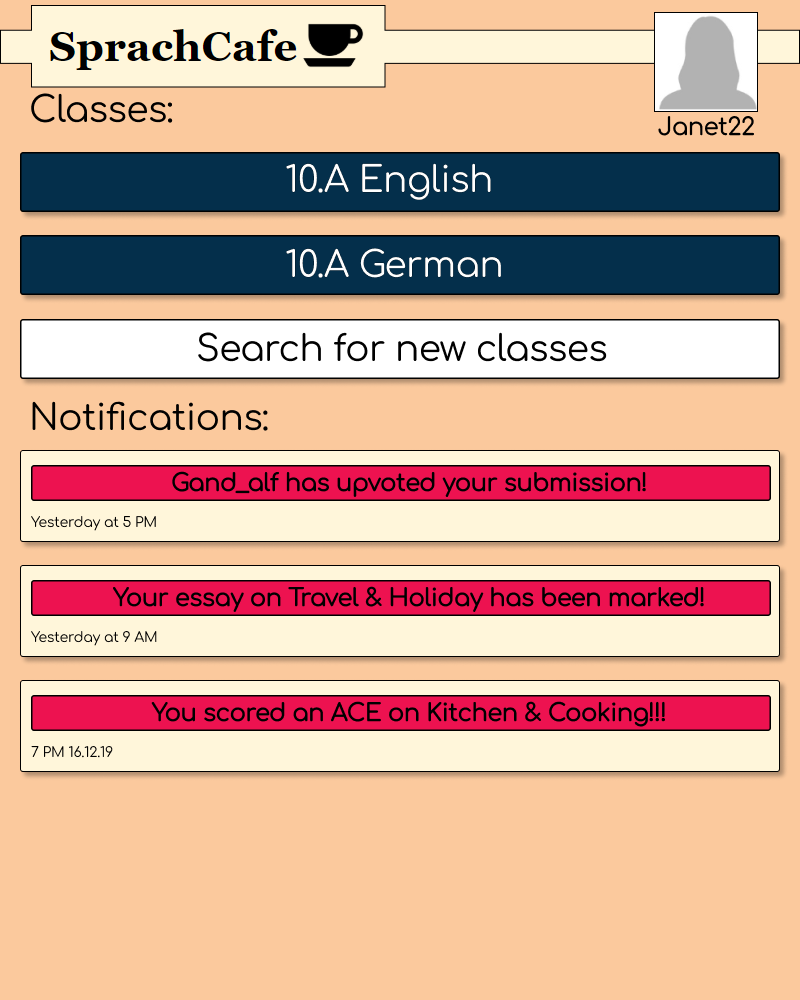 SprachCafe
Janet22
Classes:
10.A English
10.A German
Search for new classes
Notifications:
Gand_alf has upvoted your submission!
Yesterday at 5 PM
Your essay on Travel & Holiday has been marked!
Yesterday at 9 AM
You scored an ACE on Kitchen & Cooking!!!
7 PM 16.12.19